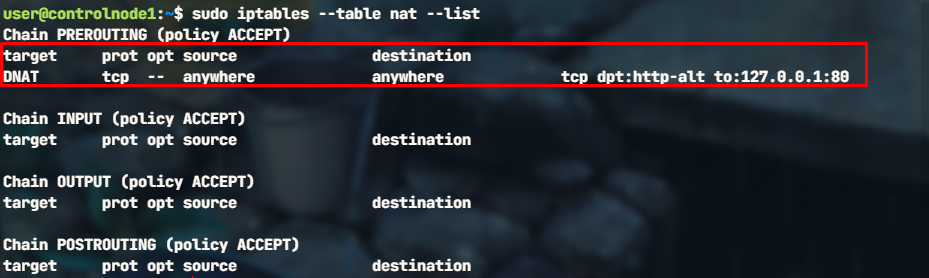 user@controlnode1:~$ sudo iptables --table nat --list
Chain PREROUTING (policy ACCEPT)
target     prot opt source               destination
DNAT       tcp  --  anywhere             anywhere             tcp dpt:http-alt to:127.0.0.1:80

Chain INPUT (policy ACCEPT)
target     prot opt source               destination

Chain OUTPUT (policy ACCEPT)
target     prot opt source               destination

Chain POSTROUTING (policy ACCEPT)
target     prot opt source               destination